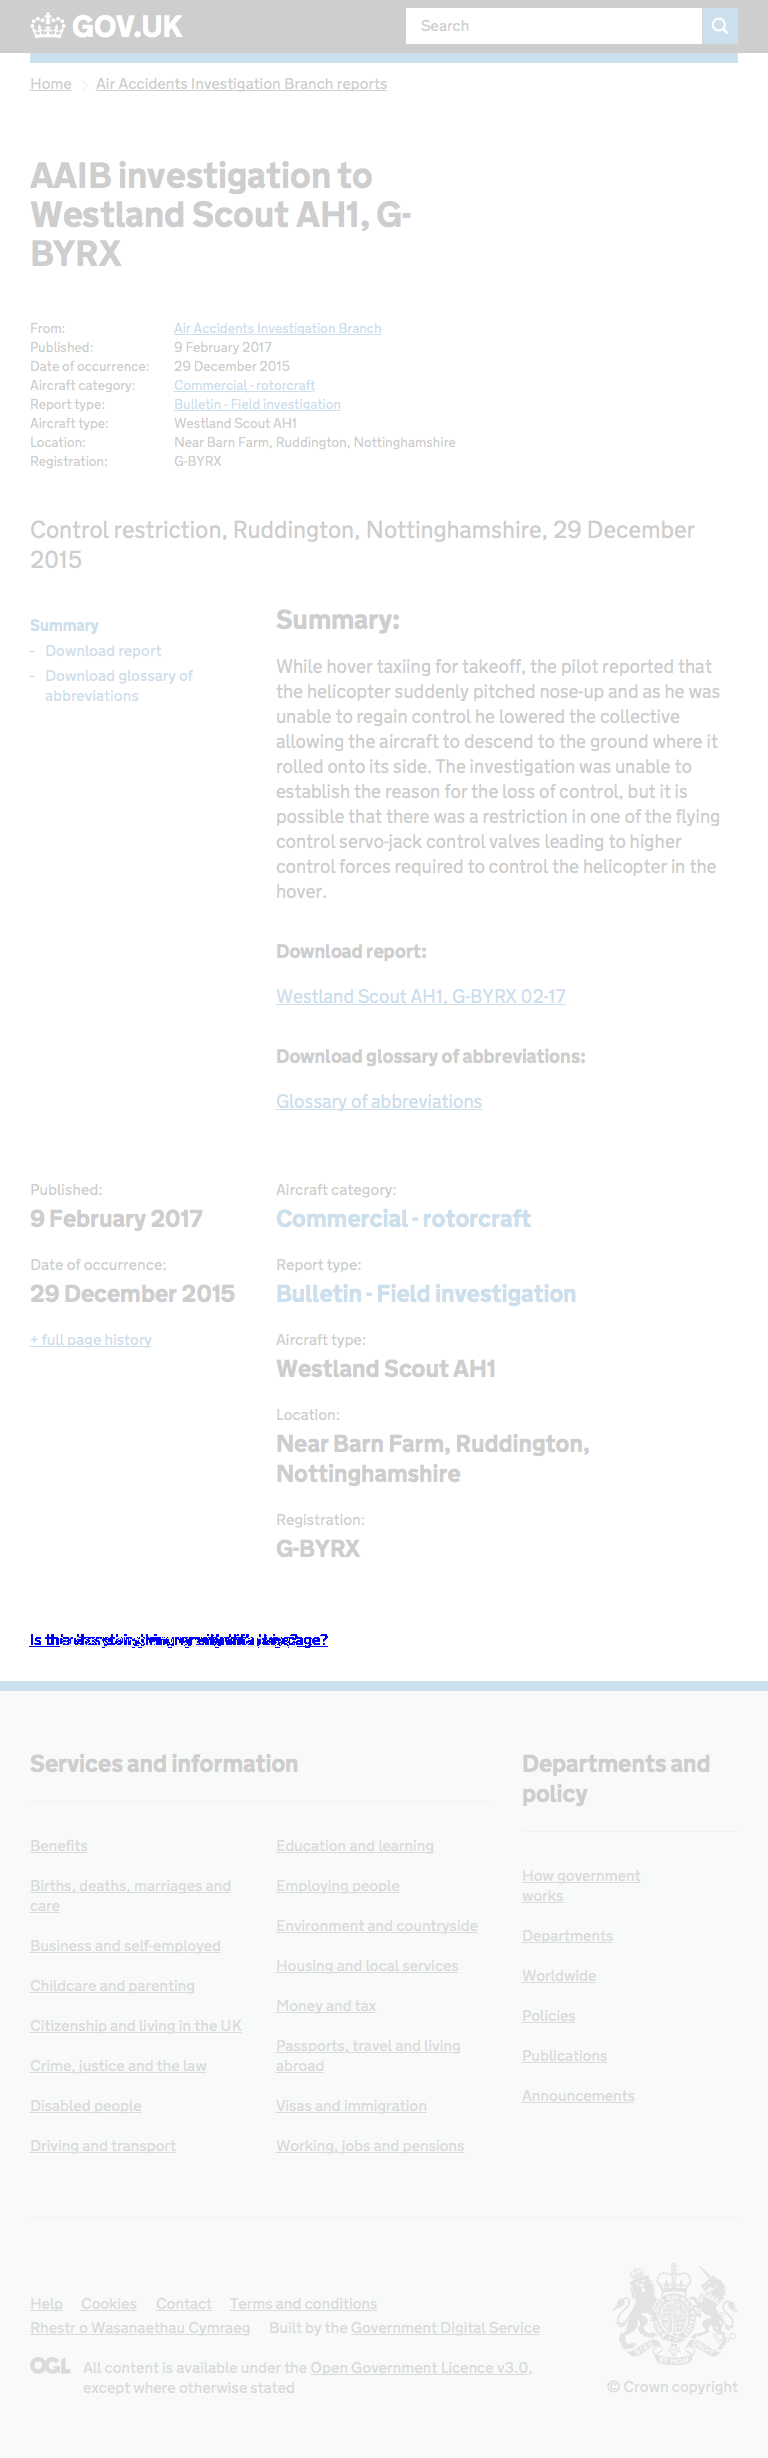 GOV.UK
Search
Home
Air Accidents Investigation Branch reports
AAIB investigation to
Westland Scout AH1, G-
BYRX
From: Air Accidents Investigation Branch
Published: 9 February 2017
Date of occurrence: 29 December 2015
Aircraft category: Commercial - rotorcraft
Report type: Bulletin - Field investigation
Aircraft type: Westland Scout AH1
Location: Near Barn Farm, Ruddington, Nottinghamshire
Registration: G-BYRX
Control restriction, Ruddington, Nottinghamshire, 29 December
2015
Summary
- Download report
- Download glossary of
abbreviations
Summary:
While hover taxiing for takeoff, the pilot reported that
the helicopter suddenly pitched nose-up and as he was
unable to regain control he lowered the collective
allowing the aircraft to descend to the ground where it
rolled onto its side. The investigation was unable to
establish the reason for the loss of control, but it is
possible that there was a restriction in one of the flying
control servo-jack control valves leading to higher
control forces required to control the helicopter in the
hover.
Download report:
Westland Scout AH1, G-BYRX 02-17
Download glossary of abbreviations:
Glossary of abbreviations
Published:
9 February 2017
Date of occurrence:
29 December 2015
+ full page history
Aircraft category:
Commercial - rotorcraft
Report type:
Bulletin - Field investigation
Aircraft type:
Westland Scout AH1
Location:
Near Barn Farm, Ruddington,
Nottinghamshire
Registration:
G-BYRX
Services and information
Benefits
Births, deaths, marriages and
care
Business and self-employed
Childcare and parenting
Citizenship and living in the UK
Crime, justice and the law
Disabled people
Driving and transport
Education and learning
Employing people
Environment and countryside
Housing and local services
Money and tax
Passports, travel and living
abroad
Visas and immigration
Working, jobs and pensions
Departments and
policy
How government
works
Departments
Worldwide
Policies
Publications
Announcements
Help Cookies Contact Terms and conditions
Rhestr o Wasanaethau Cymraeg Built by the Government Digital Service
OGL All content is available under the Open Government Licence v3.0,
except where otherwise stated
© Crown copyright